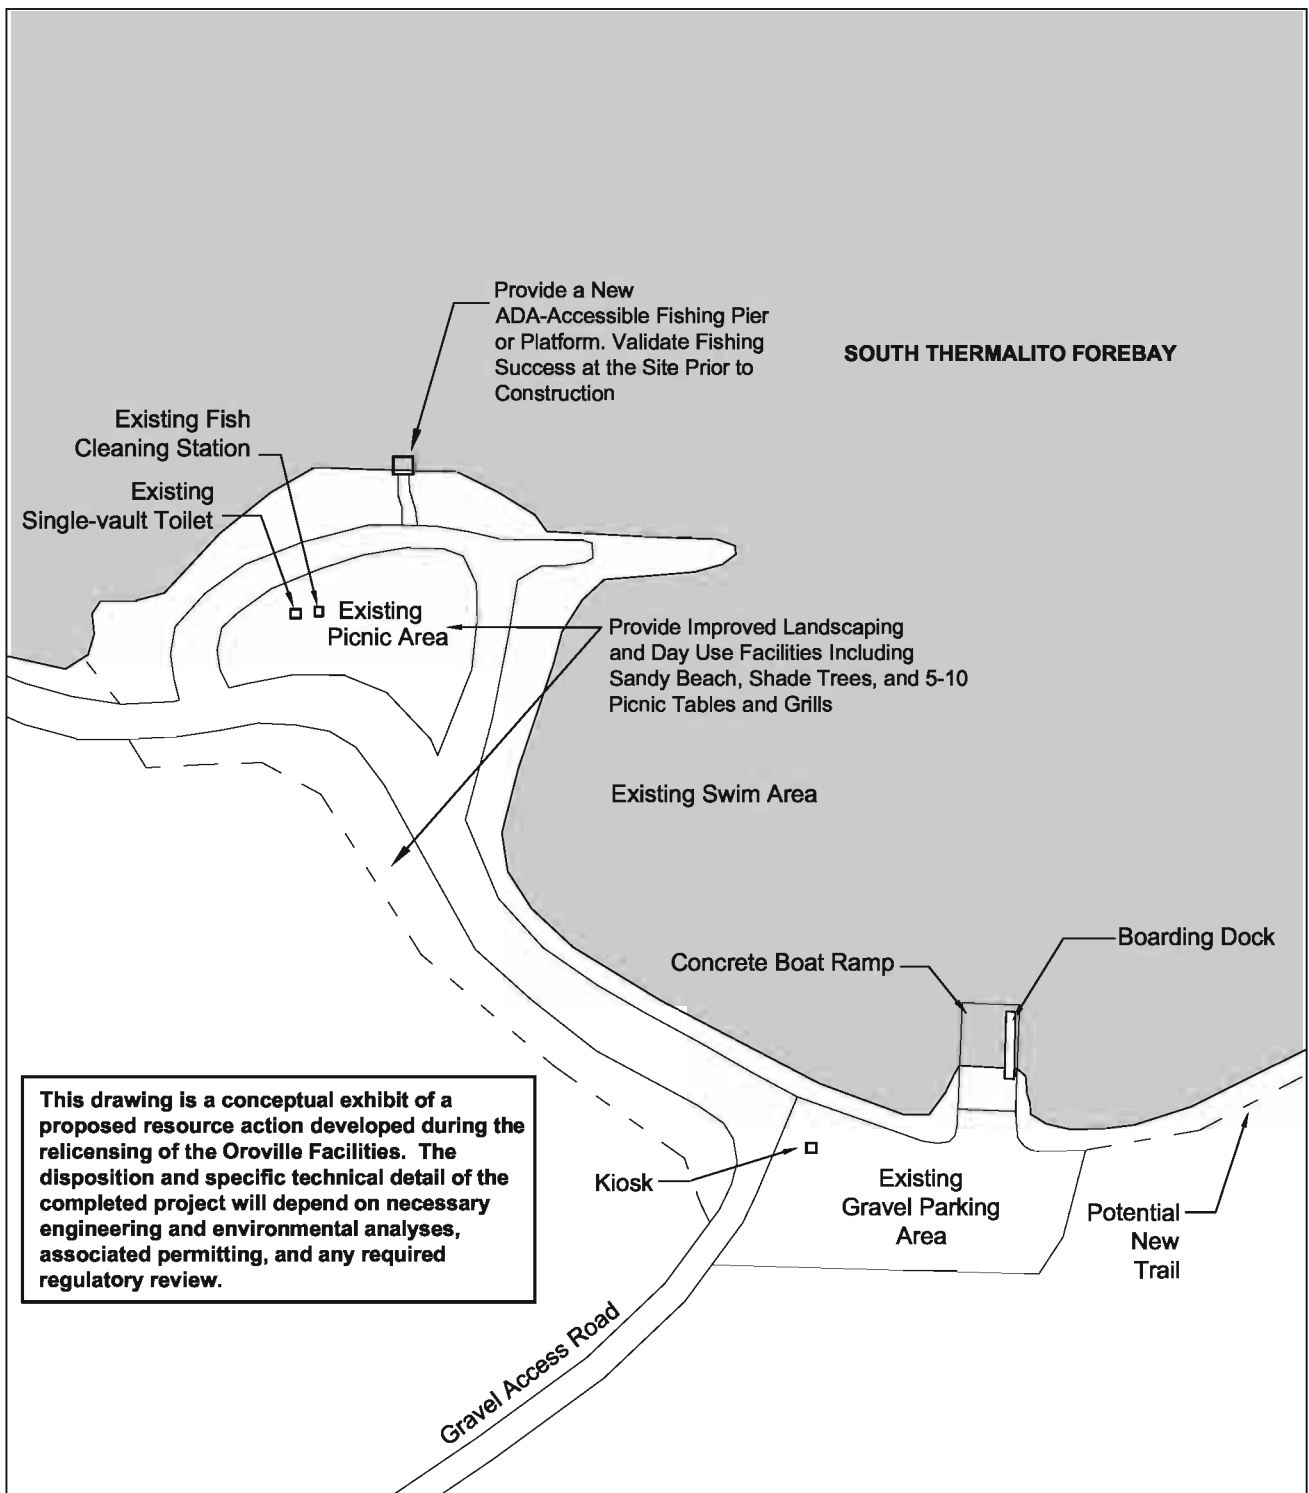 Provide a New
ADA-Accessible Fishing Pier
or Platform. Validate Fishing
Success at the Site Prior to
Construction
SOUTH THERMALITO FOREBAY
Existing Fish
Cleaning Station
Existing
Single-vault Toilet
Existing
Picnic Area
Provide Improved Landscaping
and Day Use Facilities Including
Sandy Beach, Shade Trees, and 5-10
Picnic Tables and Grills
Existing Swim Area
Boarding Dock
Concrete Boat Ramp
This drawing is a conceptual exhibit of a
proposed resource action developed during the
relicensing of the Oroville Facilities. The
disposition and specific technical detail of the
completed project will depend on necessary
engineering and environmental analyses,
associated permitting, and any required
regulatory review.
Kiosk
Existing
Gravel Parking
Area
Potential
New
Trail
Gravel Access Road